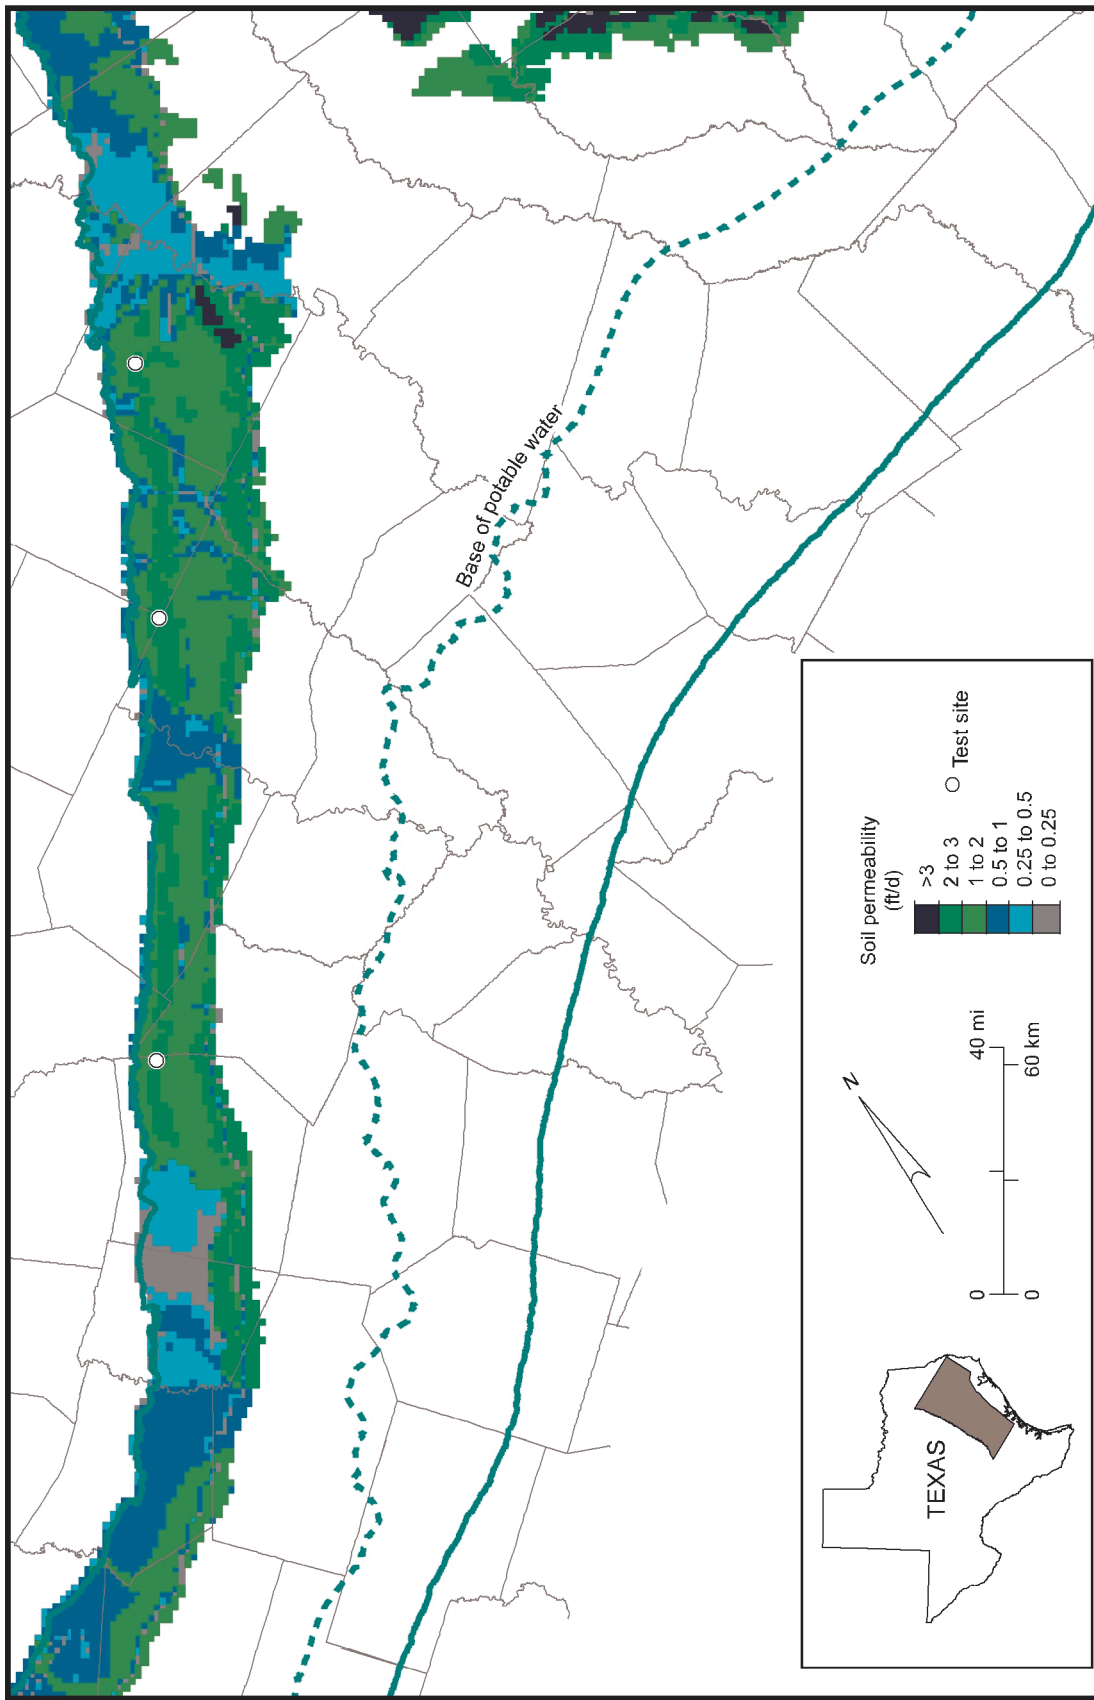 Base of potable water
Soil permeability
(ft/d)
>3
2 to 3
1 to 2
0.5 to 1
0.25 to 0.5
0 to 0.25
Test site
N
0 40 mi
0 60 km
TEXAS